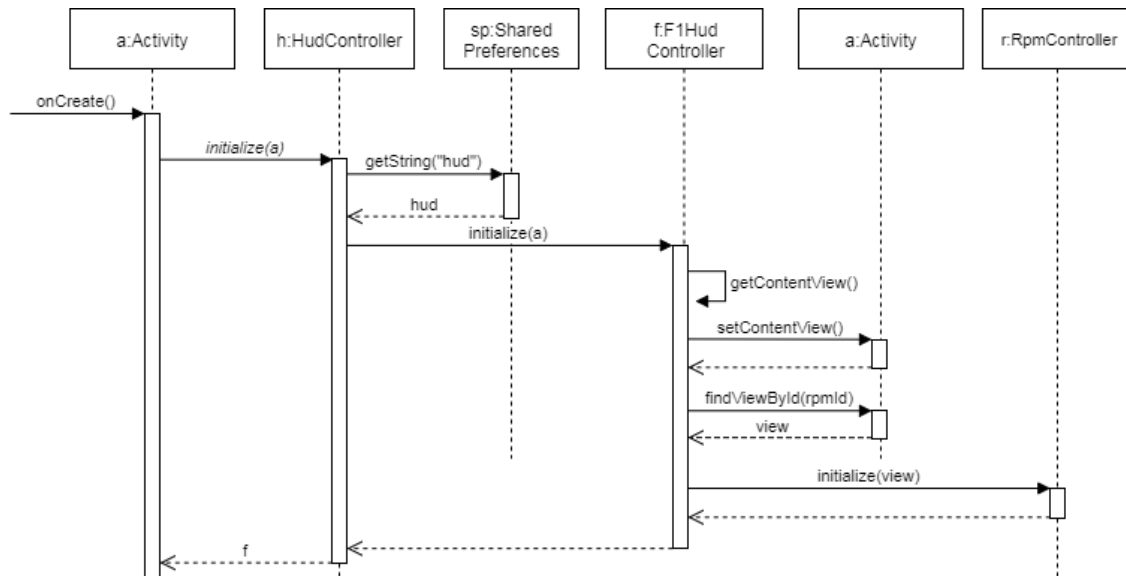 a:Activity
h:HudController
sp:Shared
Preferences
f:F1Hud
Controller
a:Activity
r:RpmController
onCreate()
initialize(a)
getString("hud")
hud
initialize(a)
getContentView()
setContentView()
findViewById(rpmId)
view
initialize(view)
f